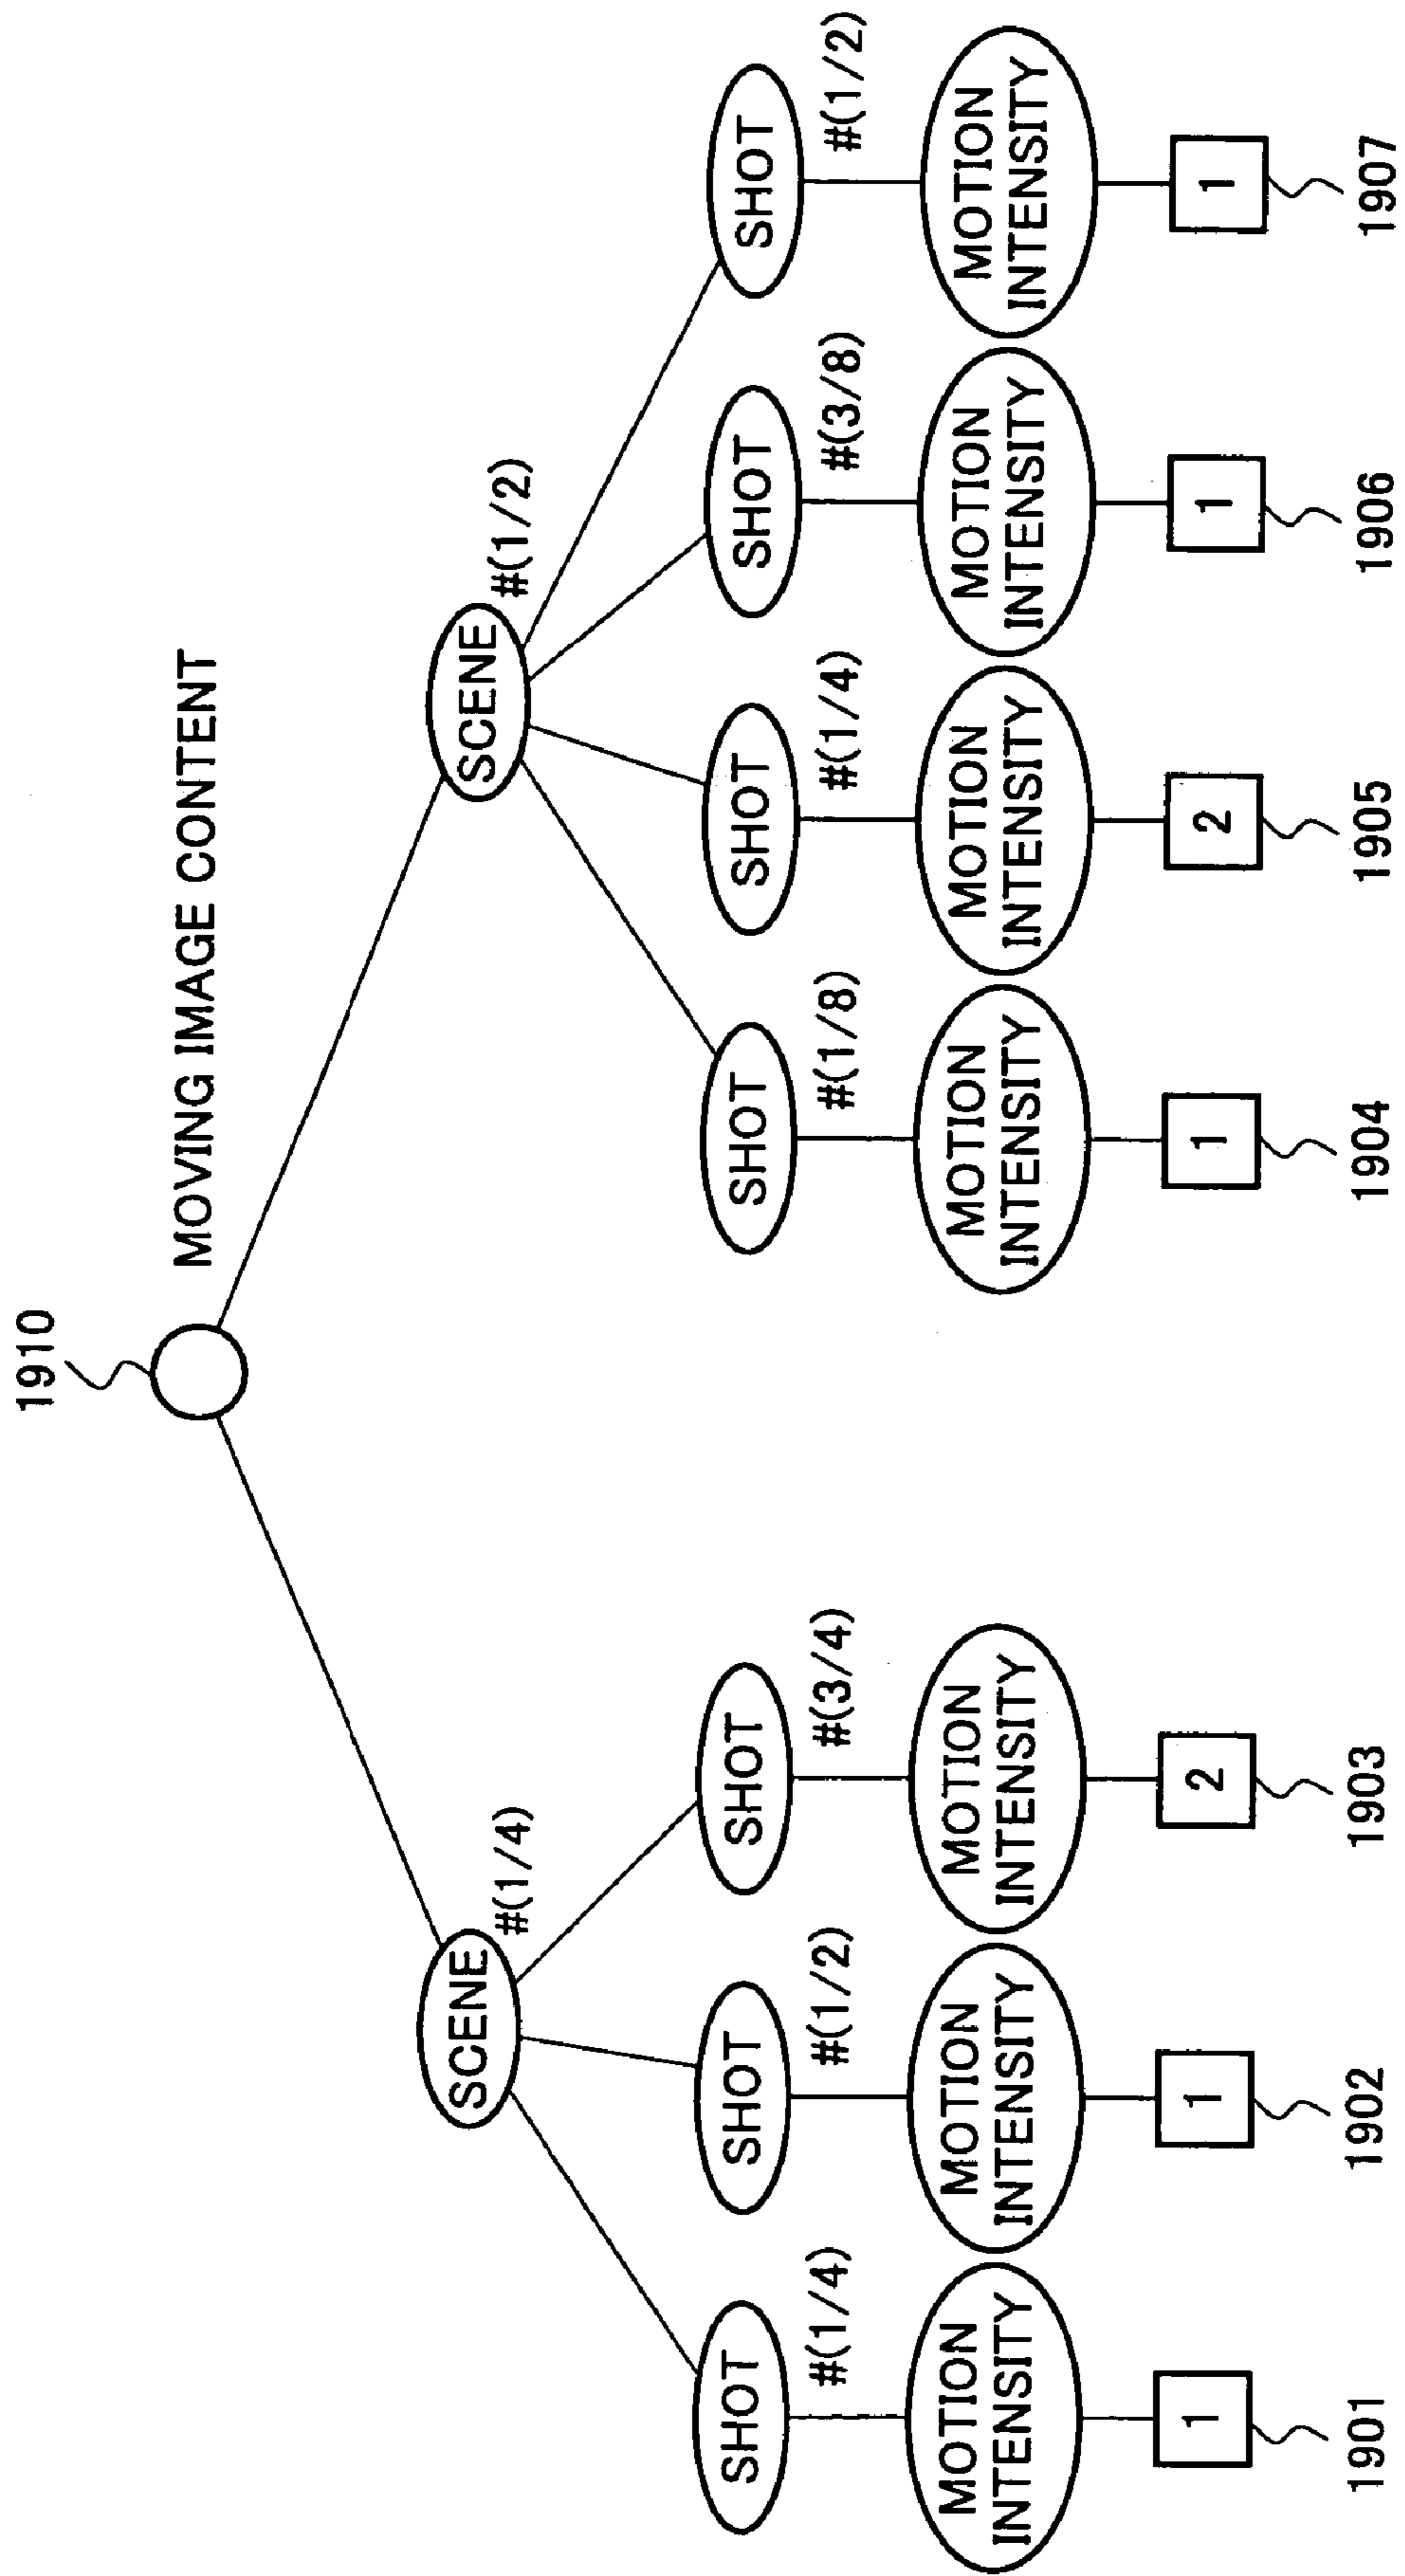 1910
MOVING IMAGE CONTENT
SCENE
#(1/4)
SCENE
#(1/2)
SHOT
SHOT
SHOT
SHOT
SHOT
SHOT
SHOT
#(1/4)
#(1/2)
#(3/4)
#(1/8)
#(1/4)
#(3/8)
#(1/2)
MOTION
INTENSITY
MOTION
INTENSITY
MOTION
INTENSITY
MOTION
INTENSITY
MOTION
INTENSITY
MOTION
INTENSITY
MOTION
INTENSITY
1
1
2
1
2
1
1
1901
1902
1903
1904
1905
1906
1907